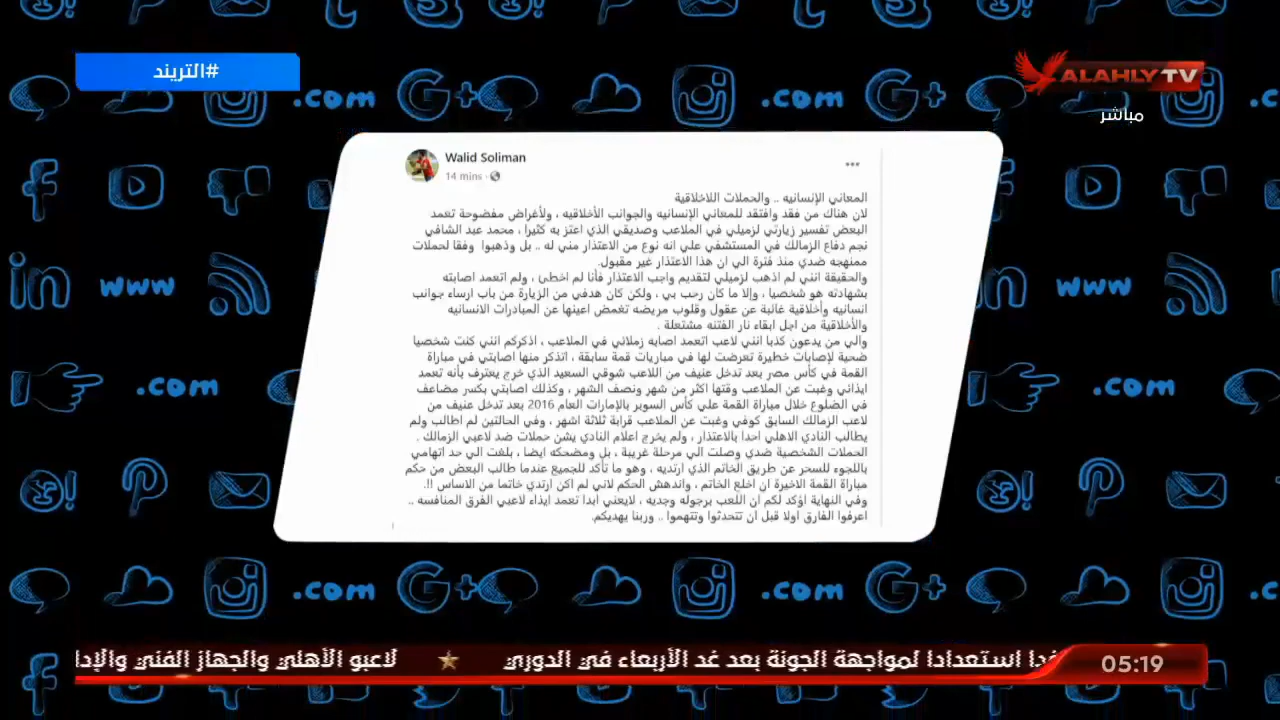 #التريند
ALAHLY TV
مباشر
Walid Soliman
14 mins ·
المعاني الإنسانيه .. والحملات اللاخلاقية
لان هناك من فقد وافتقد للمعاني الإنسانيه والجوانب الأخلاقيه ، ولأغراض مفضوحة تعمد
البعض تفسير زيارتي لزميلي في الملاعب وصديقي الذي اعتز به كثيرا ، محمد عبد الشافي
نجم دفاع الزمالك في المستشفي علي انه نوع من الاعتذار مني له .. بل وذهبوا وفقا لحملات
ممنهجه ضدي منذ فترة الي ان هذا الاعتذار غير مقبول.
والحقيقة انني لم اذهب لزميلي لتقديم واجب الاعتذار فأنا لم اخطئ ، ولم اتعمد اصابته
بشهادته هو شخصيا ، وإلا ما كان رحب بي ، ولكن كان هدفي من الزيارة من باب ارساء جوانب
انسانيه وأخلاقية غائبة عن عقول وقلوب مريضه تغمض اعينها عن المبادرات الانسانيه
والأخلاقية من اجل ابقاء نار الفتنه مشتعلة .
والي من يدعون كذبا انني لاعب اتعمد اصابه زملائي في الملاعب ، اذكركم انني كنت شخصيا
ضحية لإصابات خطيرة تعرضت لها في مباريات قمة سابقة ، اتذكر منها اصابتي في مباراة
القمة في كأس مصر بعد تدخل عنيف من اللاعب شوقي السعيد الذي خرج يعترف بأنه تعمد
ايذائي وغبت عن الملاعب وقتها اكثر من شهر ونصف الشهر ، وكذلك اصابتي بكسر مضاعف
في الضلوع خلال مباراة القمة علي كأس السوبر بالإمارات العام 2016 بعد تدخل عنيف من
لاعب الزمالك السابق كوفي وغبت عن الملاعب قرابة ثلاثة اشهر ، وفي الحالتين لم اطالب ولم
يطالب النادي الاهلي احدا بالاعتذار ، ولم يخرج اعلام النادي يشن حملات ضد لاعبي الزمالك .
الحملات الشخصية ضدي وصلت الي مرحلة غريبة ، بل ومضحكه ايضا ، بلغت الي حد اتهامي
باللجوء للسحر عن طريق الخاتم الذي ارتديه ، وهو ما تأكد للجميع عندما طالب البعض من حكم
مباراة القمة الاخيرة ان اخلع الخاتم ، واندهش الحكم لاني لم اكن ارتدي خاتما من الاساس !!.
وفي النهاية اؤكد لكم ان اللعب برجوله وجديه ، لايعني ابدا تعمد ايذاء لاعبي الفرق المنافسه ..
اعرفوا الفارق اولا قبل ان تتحدثوا وتتهموا .. وربنا يهديكم.
.com G+ .com
www in www
.com .com
.com G+ .com
غدا استعدادا لمواجهة الجونة بعد غد الأربعاء في الدوري ★ لاعبو الأهلي والجهاز الفني والإدا
05:19